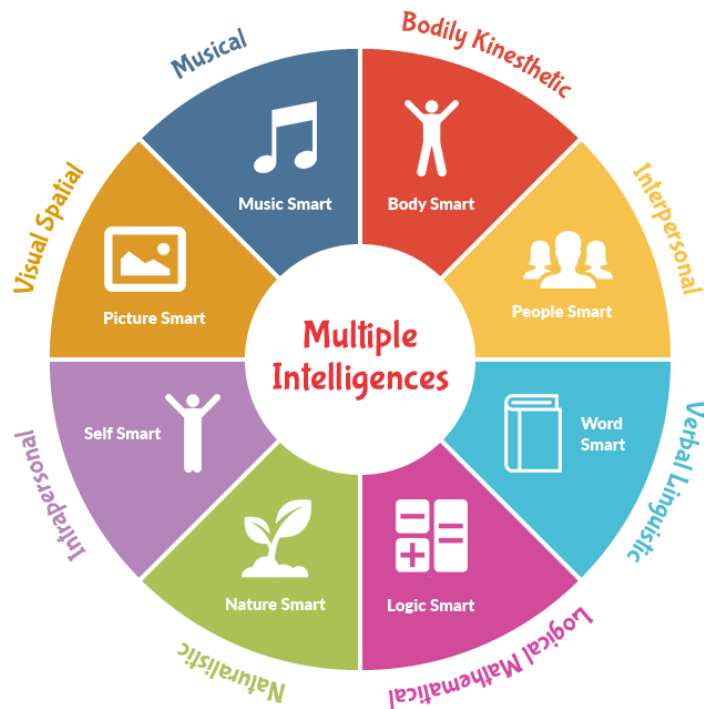 Multiple
Intelligences
Musical
Music Smart
Bodily Kinesthetic
Body Smart
Interpersonal
People Smart
Verbal Linguistic
Word
Smart
Logical Mathematical
Logic Smart
Naturalistic
Nature Smart
Intrapersonal
Self Smart
Visual Spatial
Picture Smart